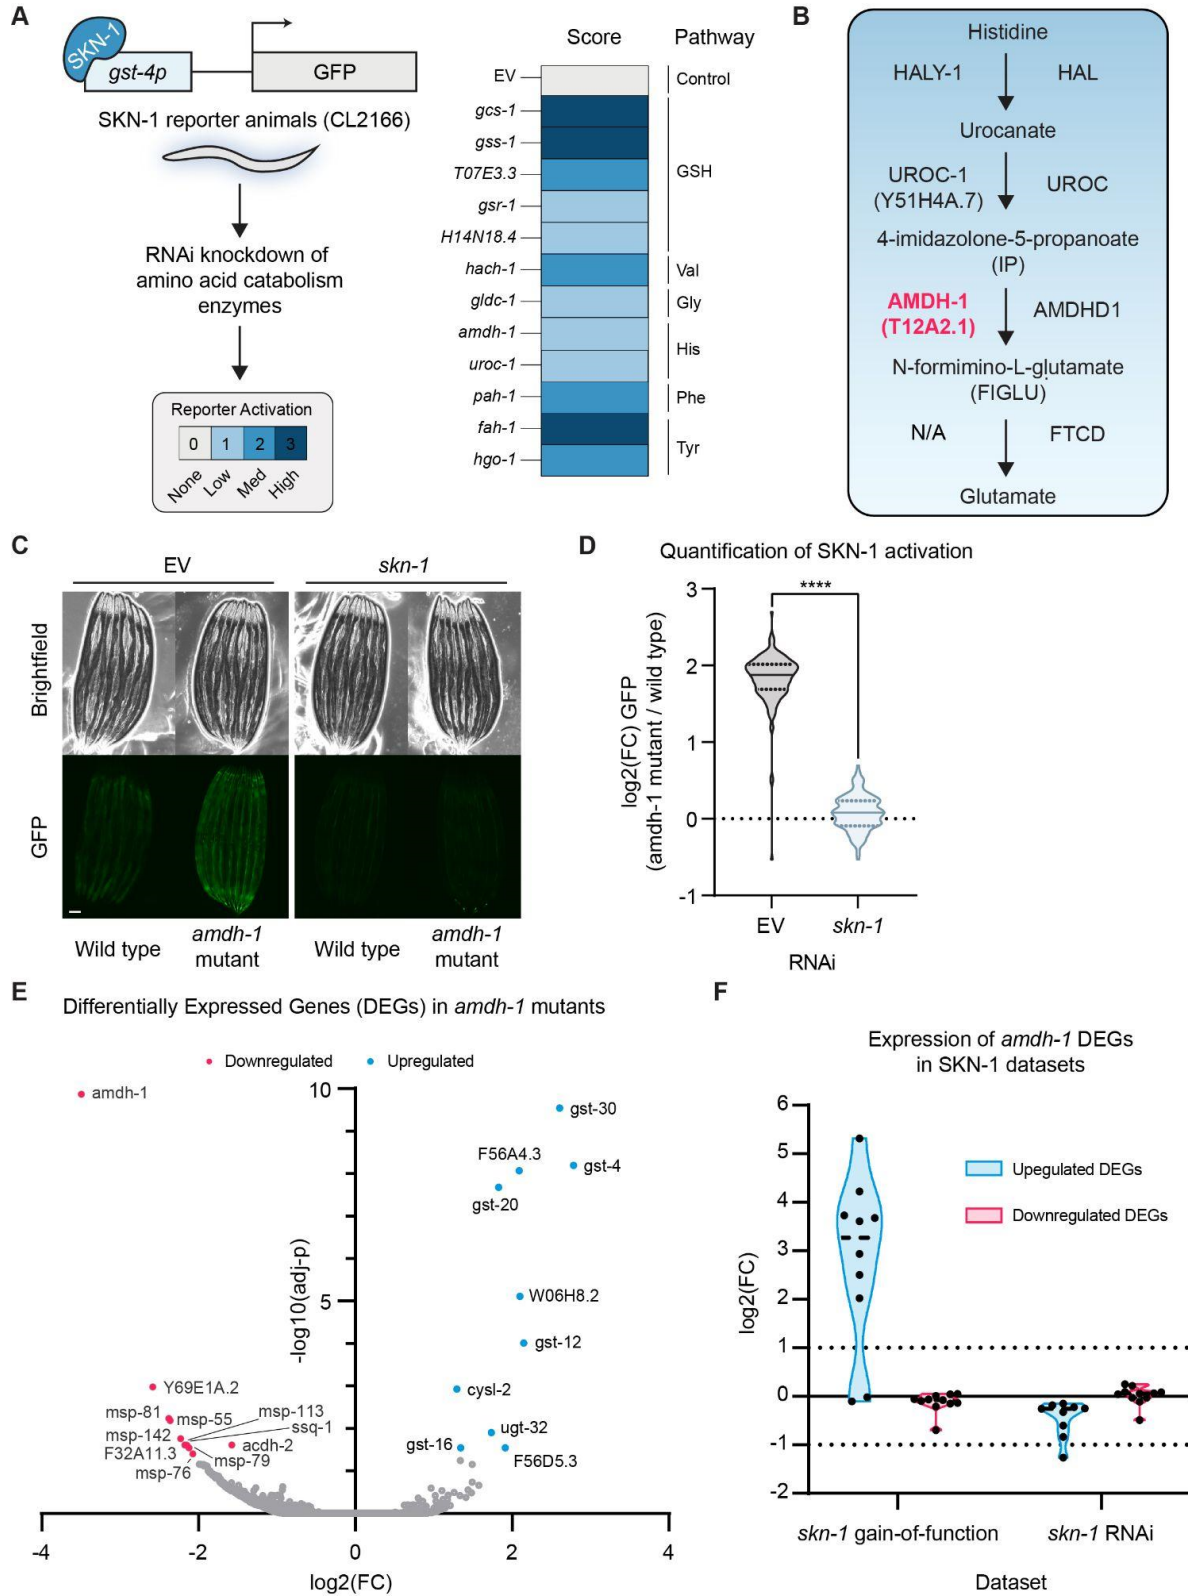 A
SKN-1
gst-4p
GFP
SKN-1 reporter animals (CL2166)
RNAi knockdown of
amino acid catabolism
enzymes
Reporter Activation
0 1 2 3
None Low Med High
Score Pathway
EV Control
gcs-1
gss-1
T07E3.3 GSH
gsr-1
H14N18.4
hach-1 Val
gldc-1 Gly
amdh-1
His
uroc-1
pah-1 Phe
fah-1
Tyr
hgo-1
B
Histidine
HALY-1 HAL
Urocanate
UROC-1
(Y51H4A.7)
UROC
4-imidazolone-5-propanoate
(IP)
AMDH-1
(T12A2.1)
AMDHD1
N-formimino-L-glutamate
(FIGLU)
N/A FTCD
Glutamate
C
EV skn-1
Brightfield
GFP
Wild type
amdh-1
mutant
Wild type
amdh-1
mutant
D
Quantification of SKN-1 activation
log2(FC) GFP
(amdh-1 mutant / wild type)
3
2
1
0
-1
****
EV skn-1
RNAi
E
Differentially Expressed Genes (DEGs) in amdh-1 mutants
Downregulated Upregulated
amdh-1
10
gst-30
F56A4.3
gst-4
gst-20
-log10(adj-p)
W06H8.2
5
gst-12
cysl-2
Y69E1A.2
msp-81
msp-55
msp-113
ssq-1
msp-142
F32A11.3
acdh-2
msp-79
msp-76
ugt-32
gst-16
F56D5.3
-4 -2 0 2 4
log2(FC)
F
Expression of amdh-1 DEGs
in SKN-1 datasets
log2(FC)
6
5
4
3
2
1
0
-1
-2
Upegulated DEGs
Downregulated DEGs
skn-1 gain-of-function skn-1 RNAi
Dataset